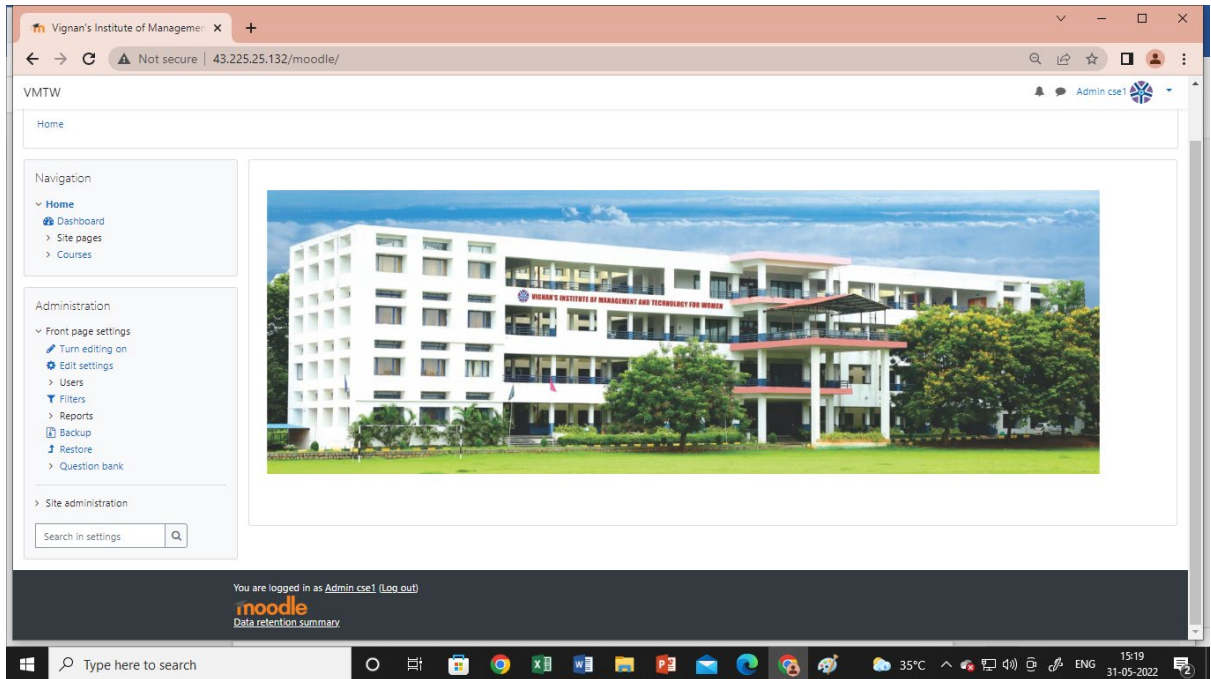 Vignan's Institute of Managemen
Not secure | 43.225.25.132/moodle/
VMTW
Admin cse1
Home
Navigation
Home
Dashboard
Site pages
Courses
Administration
Front page settings
Turn editing on
Edit settings
Users
Filters
Reports
Backup
Restore
Question bank
Site administration
Search in settings
VIGNAN'S INSTITUTE OF MANAGEMENT AND TECHNOLOGY FOR WOMEN
You are logged in as Admin cse1 (Log out)
moodle
Data retention summary
Type here to search
35°C
ENG
15:19
31-05-2022
2